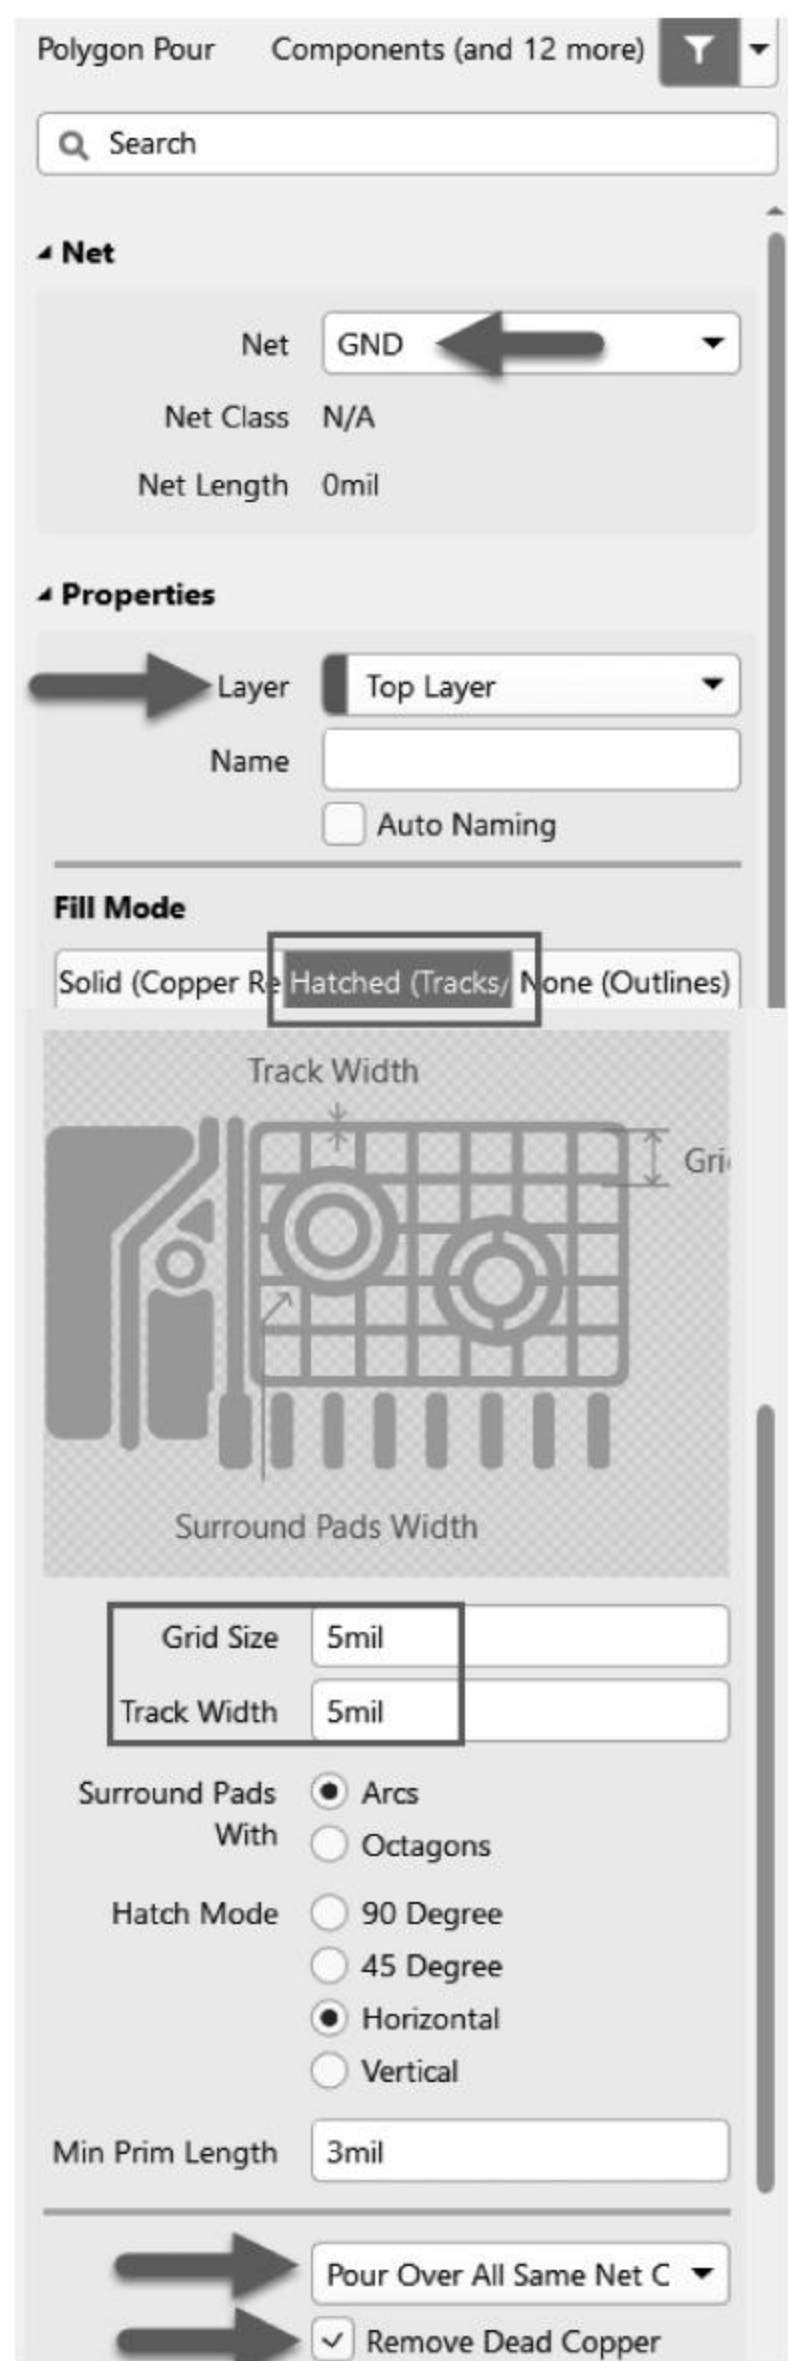 Polygon Pour Components (and 12 more)
Search
Net
Net GND
Net Class N/A
Net Length 0mil
Properties
Layer Top Layer
Name
Auto Naming
Fill Mode
Solid (Copper Re Hatched (Tracks/ None (Outlines)
Track Width
Gri
Surround Pads Width
Grid Size 5mil
Track Width 5mil
Surround Pads Arcs
With Octagons
Hatch Mode 90 Degree
45 Degree
Horizontal
Vertical
Min Prim Length 3mil
Pour Over All Same Net C
Remove Dead Copper